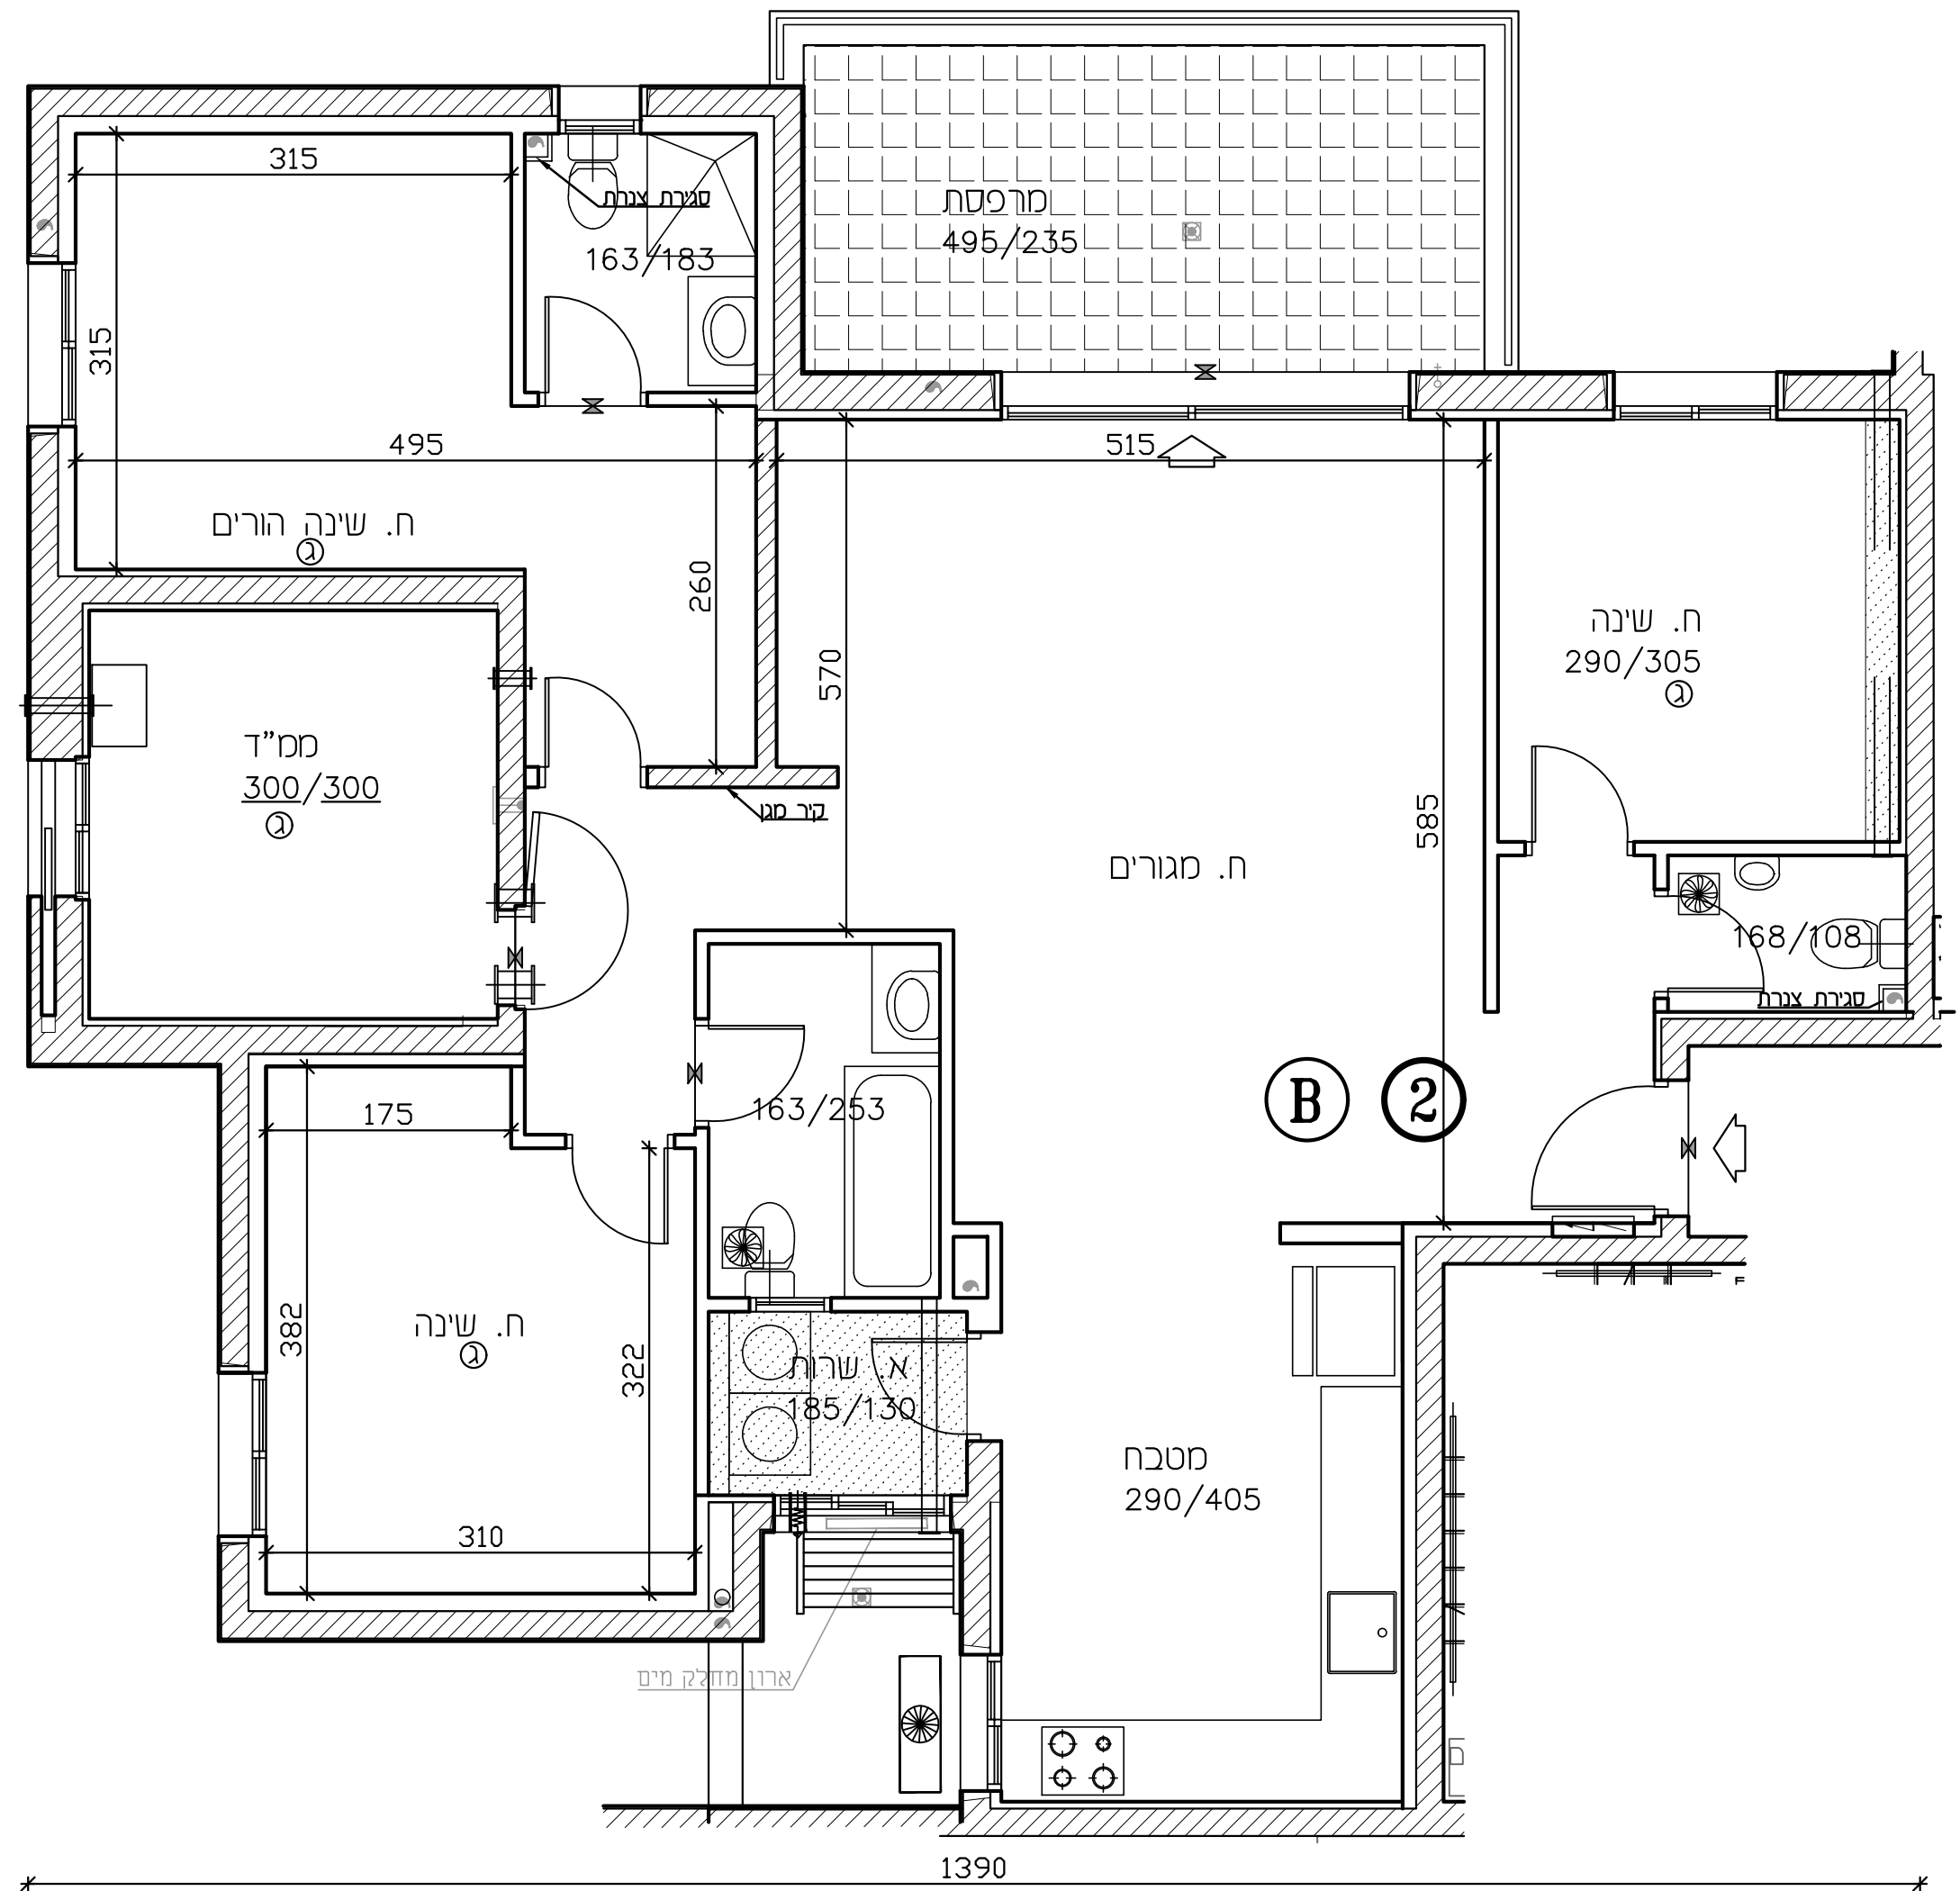 315
סגירת צנרת
163/183
מרפסת
495/235
315
495
515
ח. שינה הורים
ג
260
570
ח. שינה
290/305
ג
ממ"ד
300/300
ג
קיר מגן
585
ח. מגורים
168/108
סגירת צנרת
175
163/253
B
2
382
ח. שינה
ג
322
א. שרות
185/130
מטבח
290/405
310
ארון מחלק מים
1390